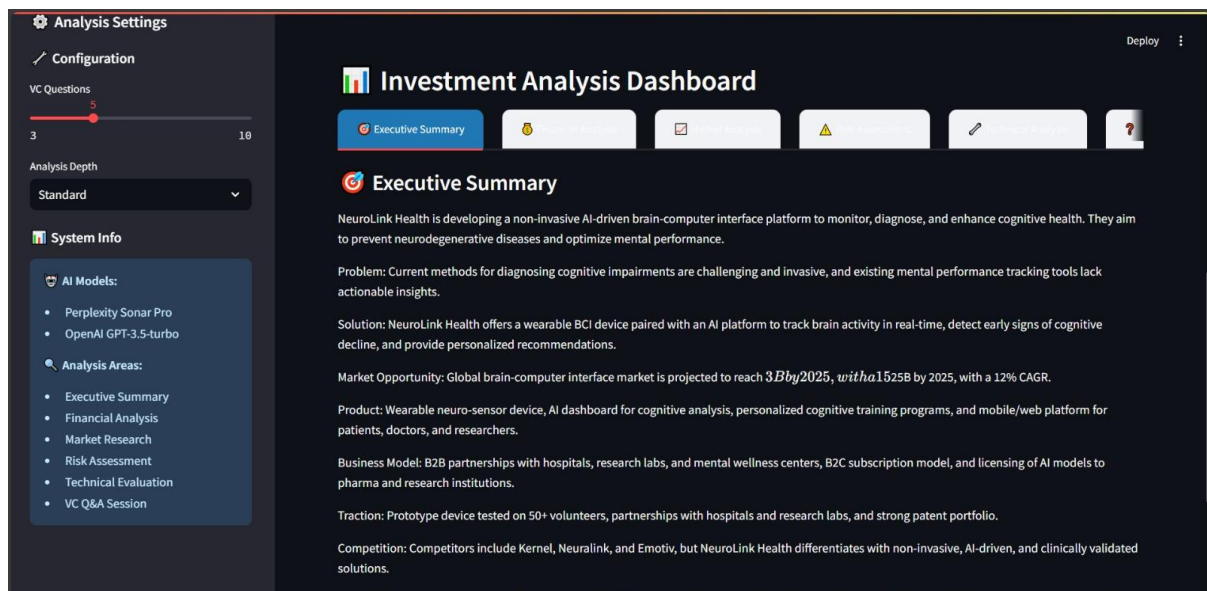 Analysis Settings
Configuration
VC Questions
5
3 10
Analysis Depth
Standard
System Info
AI Models:
Perplexity Sonar Pro
OpenAI GPT-3.5-turbo
Analysis Areas:
Executive Summary
Financial Analysis
Market Research
Risk Assessment
Technical Evaluation
VC Q&A Session
Deploy
Investment Analysis Dashboard
Executive Summary
Executive Summary
NeuroLink Health is developing a non-invasive AI-driven brain-computer interface platform to monitor, diagnose, and enhance cognitive health. They aim
to prevent neurodegenerative diseases and optimize mental performance.
Problem: Current methods for diagnosing cognitive impairments are challenging and invasive, and existing mental performance tracking tools lack
actionable insights.
Solution: NeuroLink Health offers a wearable BCI device paired with an AI platform to track brain activity in real-time, detect early signs of cognitive
decline, and provide personalized recommendations.
Market Opportunity: Global brain-computer interface market is projected to reach 3Bby2025, witha1525B by 2025, with a 12% CAGR.
Product: Wearable neuro-sensor device, AI dashboard for cognitive analysis, personalized cognitive training programs, and mobile/web platform for
patients, doctors, and researchers.
Business Model: B2B partnerships with hospitals, research labs, and mental wellness centers, B2C subscription model, and licensing of AI models to
pharma and research institutions.
Traction: Prototype device tested on 50+ volunteers, partnerships with hospitals and research labs, and strong patent portfolio.
Competition: Competitors include Kernel, Neuralink, and Emotiv, but NeuroLink Health differentiates with non-invasive, AI-driven, and clinically validated
solutions.